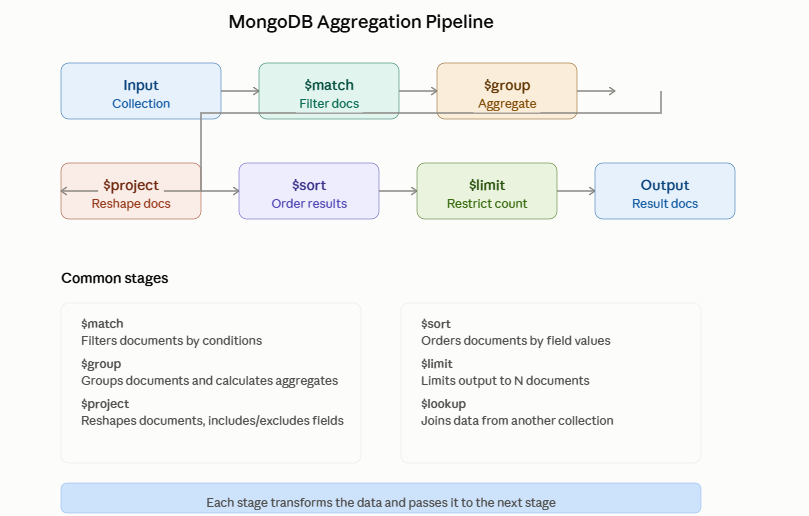 MongoDB Aggregation Pipeline
Input
Collection
$match
Filter docs
$group
Aggregate
$project
Reshape docs
$sort
Order results
$limit
Restrict count
Output
Result docs
Common stages
$match
Filters documents by conditions
$group
Groups documents and calculates aggregates
$project
Reshapes documents, includes/excludes fields
$sort
Orders documents by field values
$limit
Limits output to N documents
$lookup
Joins data from another collection
Each stage transforms the data and passes it to the next stage